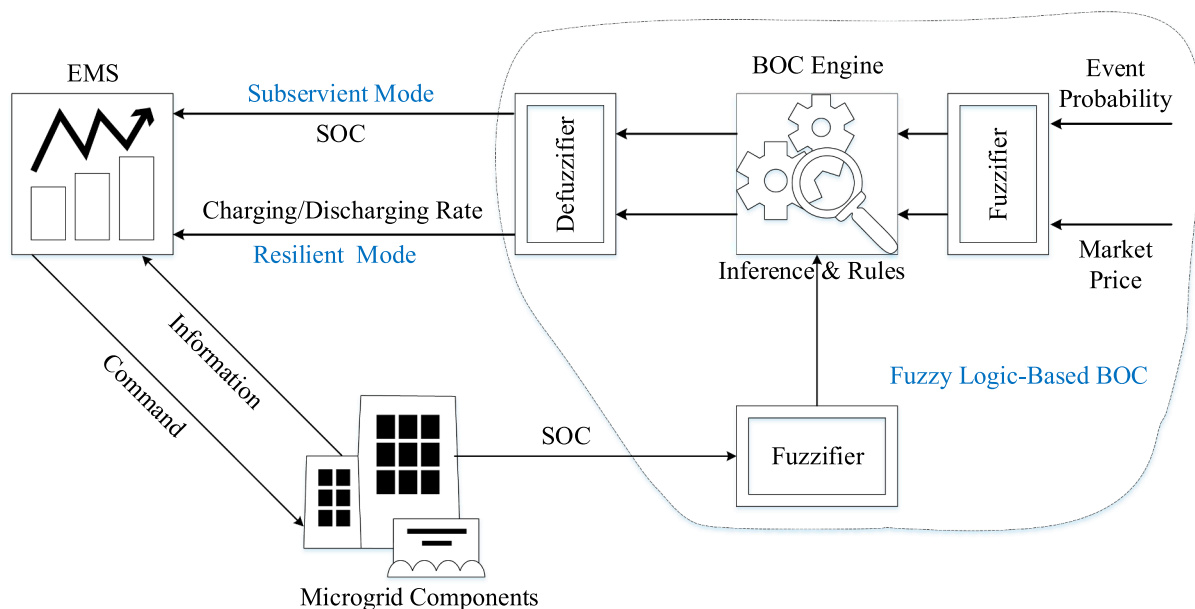 EMS
Subservient Mode
SOC
Charging/Discharging Rate
Resilient Mode
Defuzzifier
BOC Engine
Inference & Rules
Fuzzifier
Event
Probability
Market
Price
Information
Command
Fuzzy Logic-Based BOC
SOC
Fuzzifier
Microgrid Components